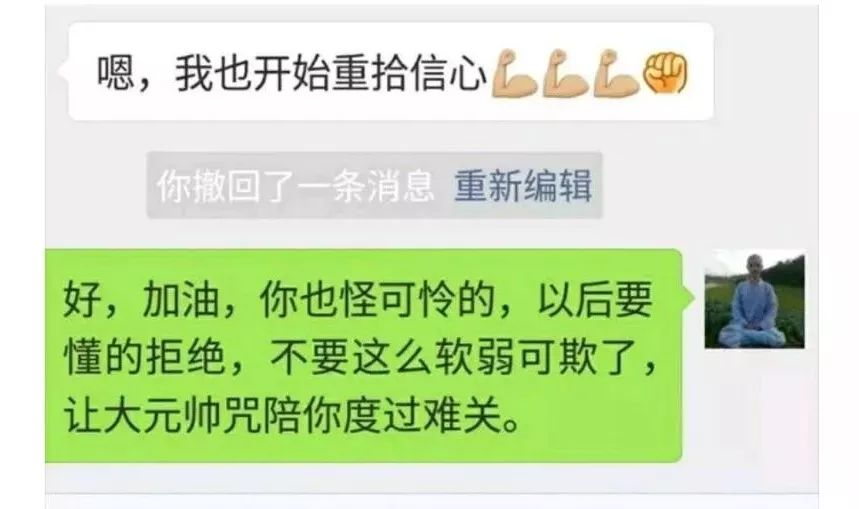 嗯，我也开始重拾信心💪🏼💪🏼💪🏼✊
你撤回了一条消息 重新编辑
好，加油，你也怪可怜的，以后要
懂的拒绝，不要这么软弱可欺了，
让大元帅咒陪你度过难关。